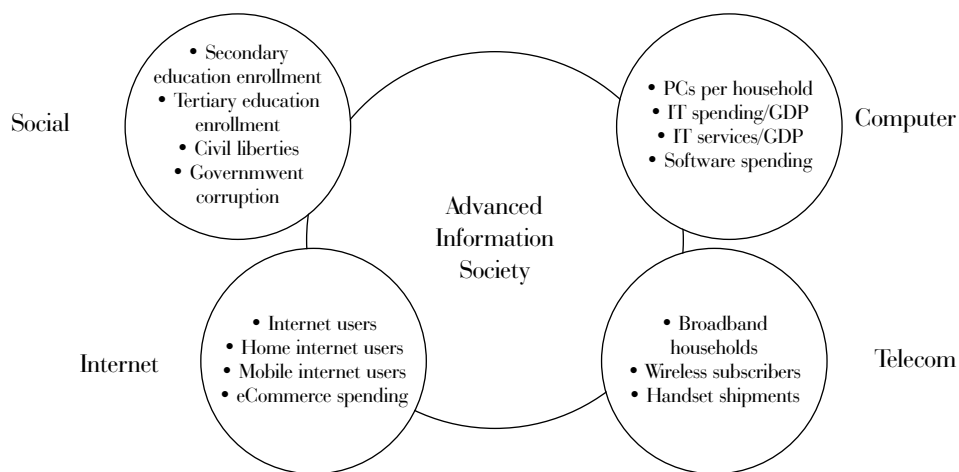 Social
• Secondary
education enrollment
• Tertiary education
enrollment
• Civil liberties
• Governmwent
corruption
• PCs per household
• IT spending/GDP
• IT services/GDP
• Software spending
Computer
Advanced
Information
Society
Internet
• Internet users
• Home internet users
• Mobile internet users
• eCommerce spending
• Broadband
households
• Wireless subscribers
• Handset shipments
Telecom